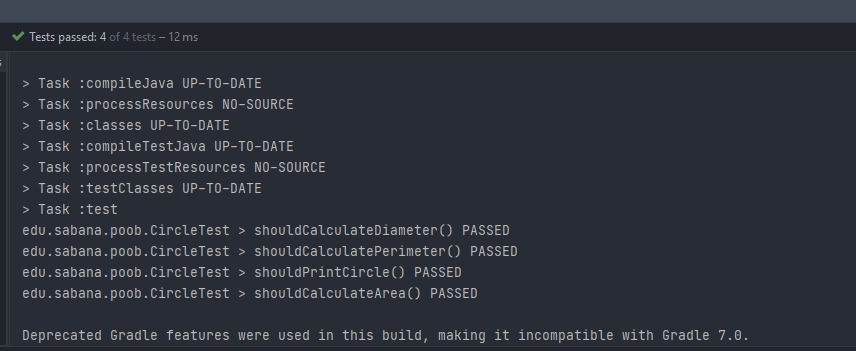 Tests passed: 4 of 4 tests – 12 ms
> Task :compileJava UP-TO-DATE
> Task :processResources NO-SOURCE
> Task :classes UP-TO-DATE
> Task :compileTestJava UP-TO-DATE
> Task :processTestResources NO-SOURCE
> Task :testClasses UP-TO-DATE
> Task :test
edu.sabana.poob.CircleTest > shouldCalculateDiameter() PASSED
edu.sabana.poob.CircleTest > shouldCalculatePerimeter() PASSED
edu.sabana.poob.CircleTest > shouldPrintCircle() PASSED
edu.sabana.poob.CircleTest > shouldCalculateArea() PASSED
Deprecated Gradle features were used in this build, making it incompatible with Gradle 7.0.